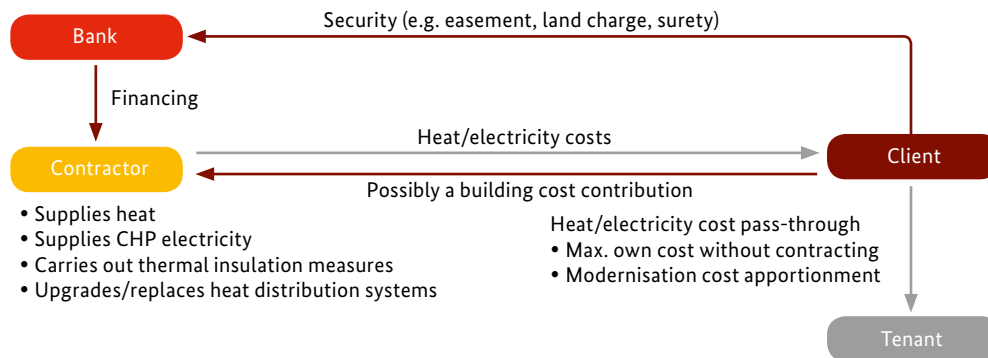 Security (e.g. easement, land charge, surety)
Bank
Financing
Heat/electricity costs
Contractor
Client
Possibly a building cost contribution
• Supplies heat
• Supplies CHP electricity
• Carries out thermal insulation measures
• Upgrades/replaces heat distribution systems
Heat/electricity cost pass-through
• Max. own cost without contracting
• Modernisation cost apportionment
Tenant